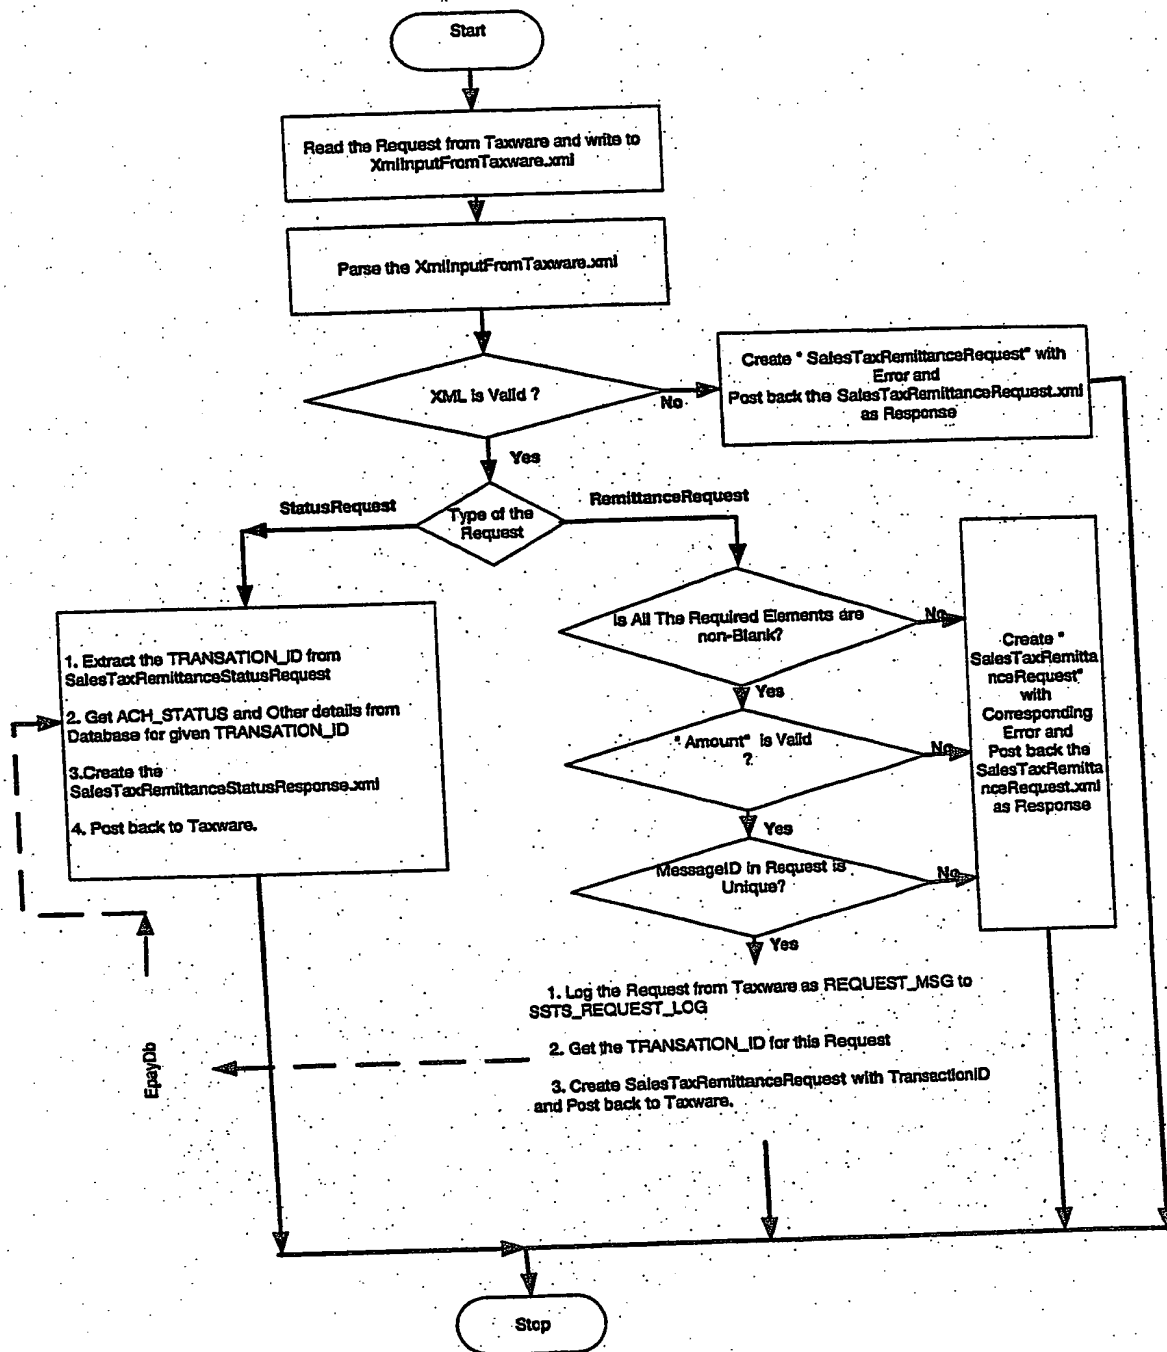 Start
Read the Request from Taxware and write to
XmlInputFromTaxware.xml
Parse the XmlInputFromTaxware.xml
XML is Valid ?
No
Create " SalesTaxRemittanceRequest" with
Error and
Post back the SalesTaxRemittanceRequest.xml
as Response
Yes
StatusRequest
Type of the
Request
RemittanceRequest
Is All The Required Elements are
non-Blank?
No
Yes
" Amount" is Valid
?
No
Yes
MessageID in Request is
Unique?
No
Yes
Create "
SalesTaxRemitta
nceRequest"
with
Corresponding
Error and
Post back the
SalesTaxRemitta
nceRequest.xml
as Response
1. Extract the TRANSATION_ID from
SalesTaxRemittanceStatusRequest
2. Get ACH_STATUS and Other details from
Database for given TRANSATION_ID
3.Create the
SalesTaxRemittanceStatusResponse.xml
4. Post back to Taxware.
1. Log the Request from Taxware as REQUEST_MSG to
SSTS_REQUEST_LOG
2. Get the TRANSATION_ID for this Request
3. Create SalesTaxRemittanceRequest with TransactionID
and Post back to Taxware.
EpayDb
Stop